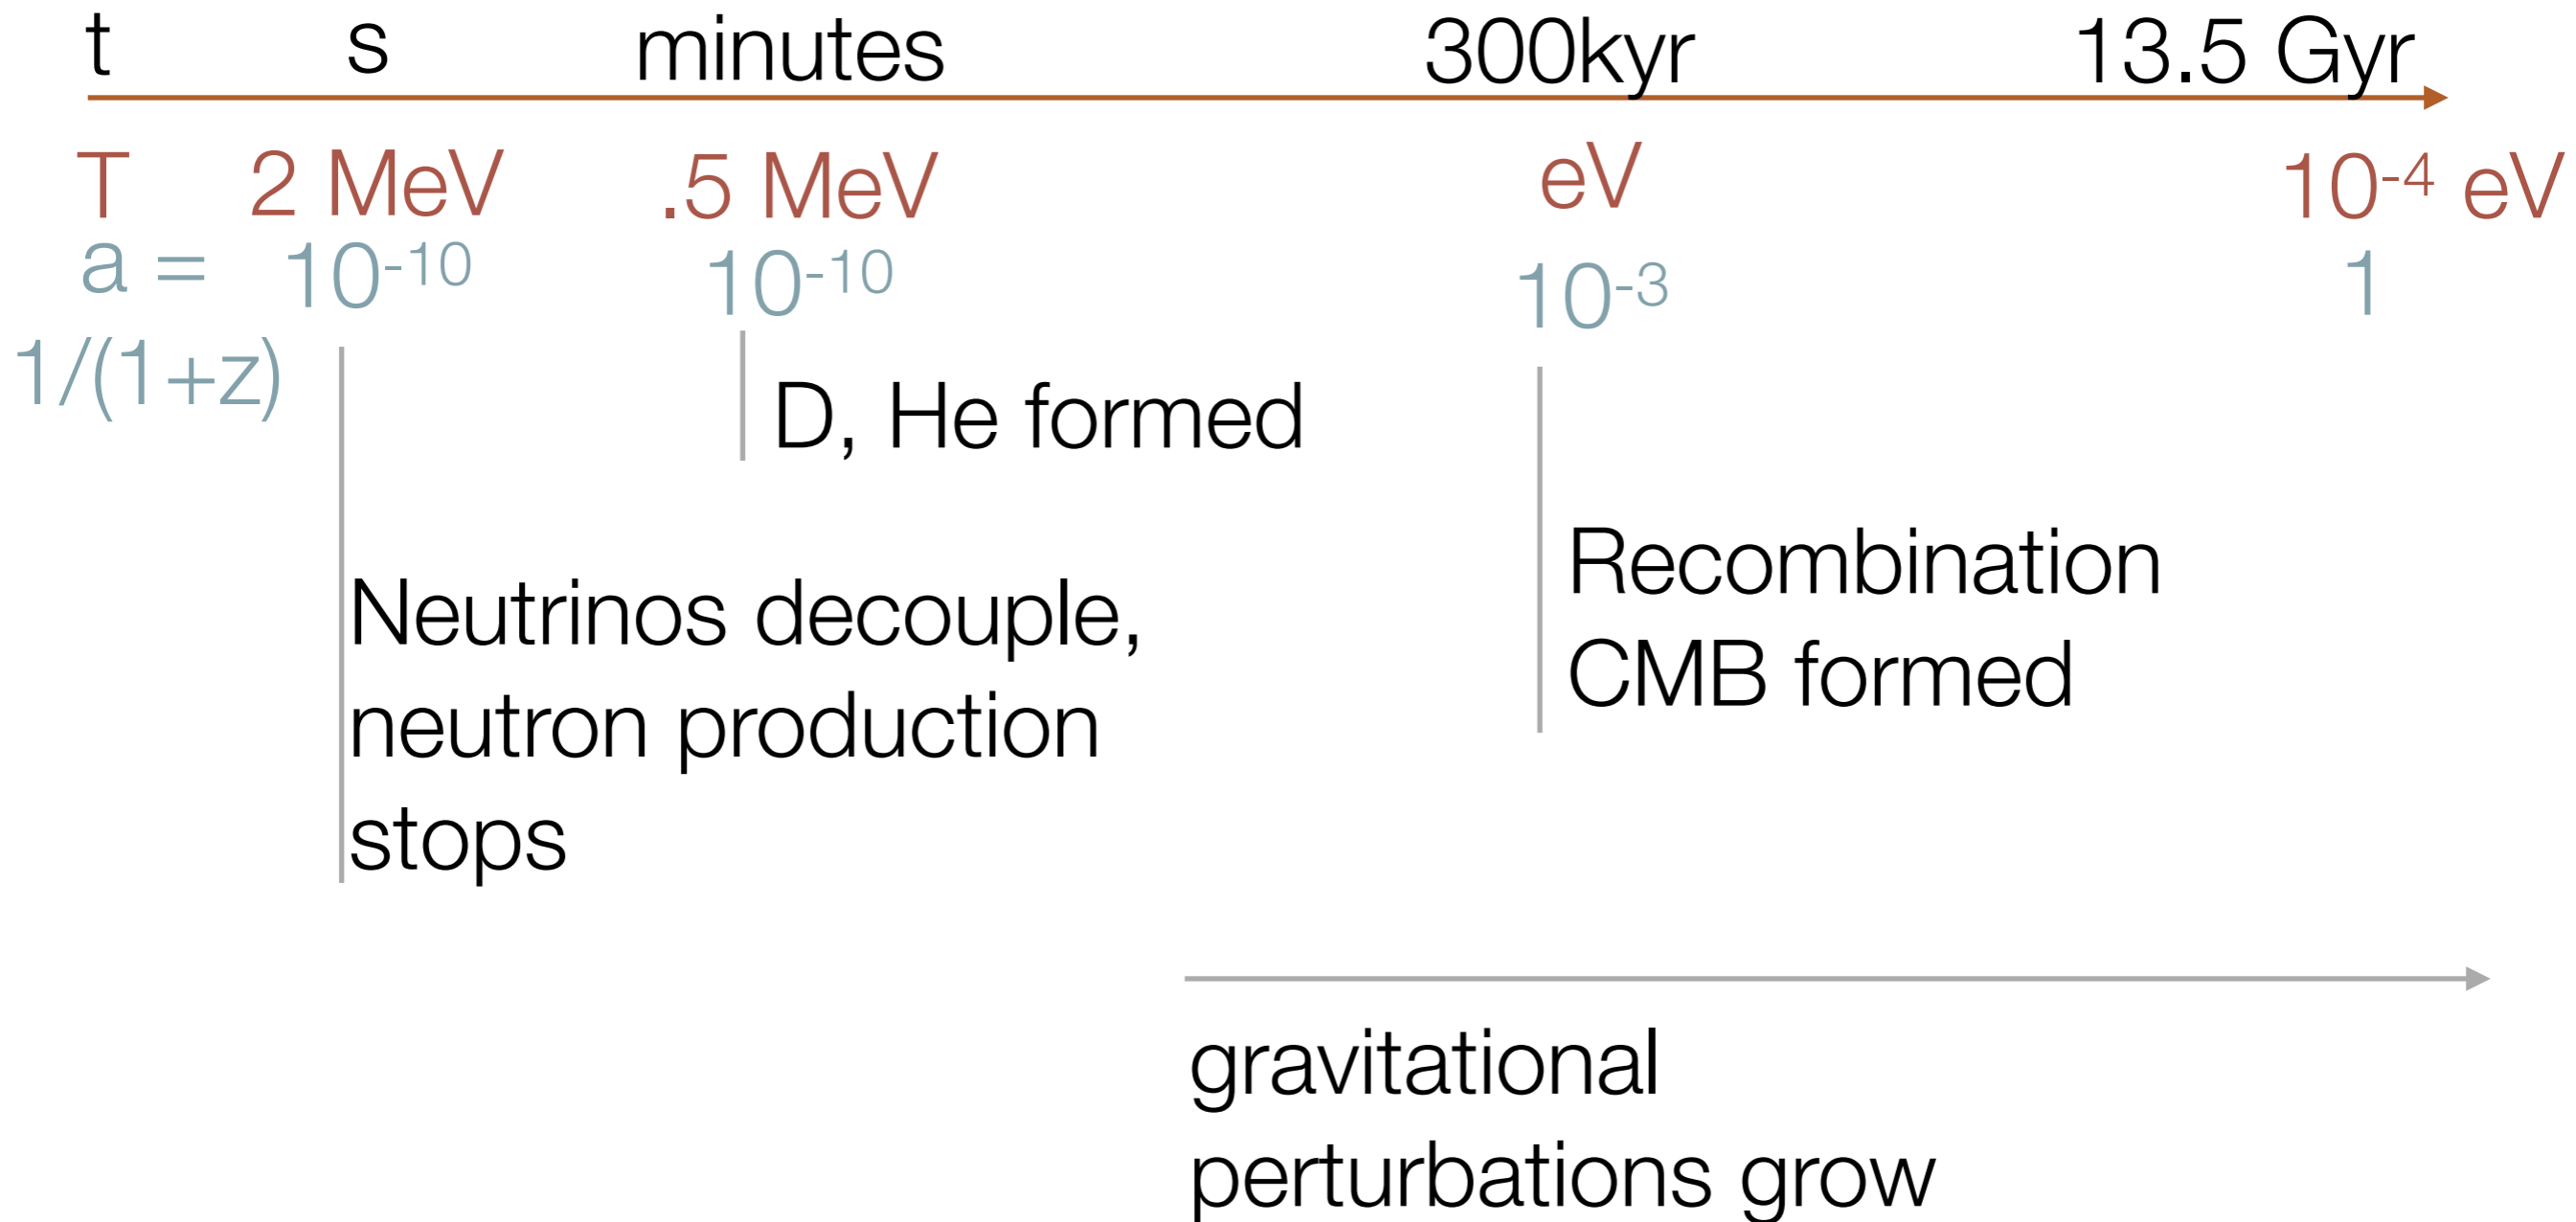 t s minutes 300kyr 13.5 Gyr
T 2 MeV .5 MeV eV 10⁻⁴ eV
a = 10⁻¹⁰ 10⁻¹⁰ 10⁻³ 1
1/(1+z)
D, He formed
Neutrinos decouple,
neutron production
stops
Recombination
CMB formed
gravitational
perturbations grow